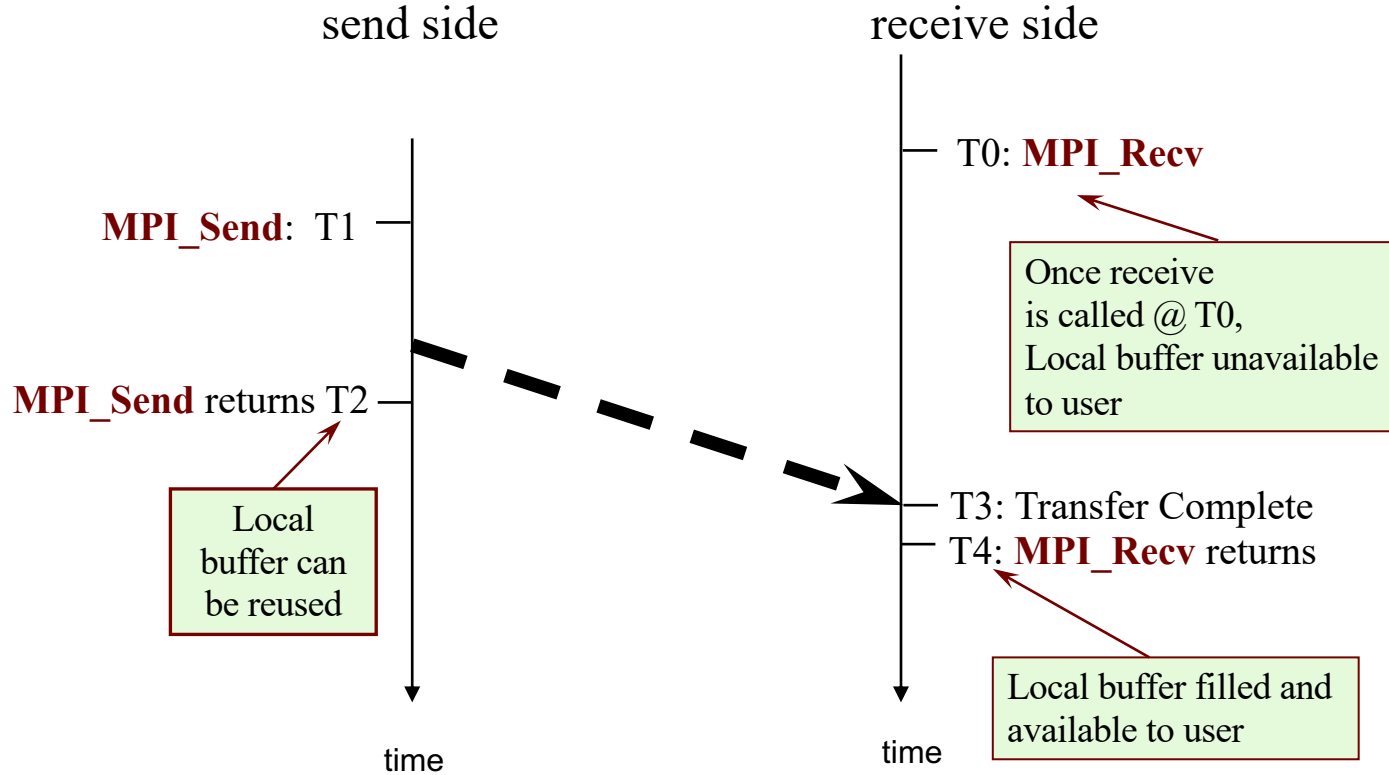 send side
receive side
T0: MPI_Recv
MPI_Send: T1
Once receive
is called @ T0,
Local buffer unavailable
to user
MPI_Send returns T2
Local
buffer can
be reused
T3: Transfer Complete
T4: MPI_Recv returns
Local buffer filled and
available to user
time
time